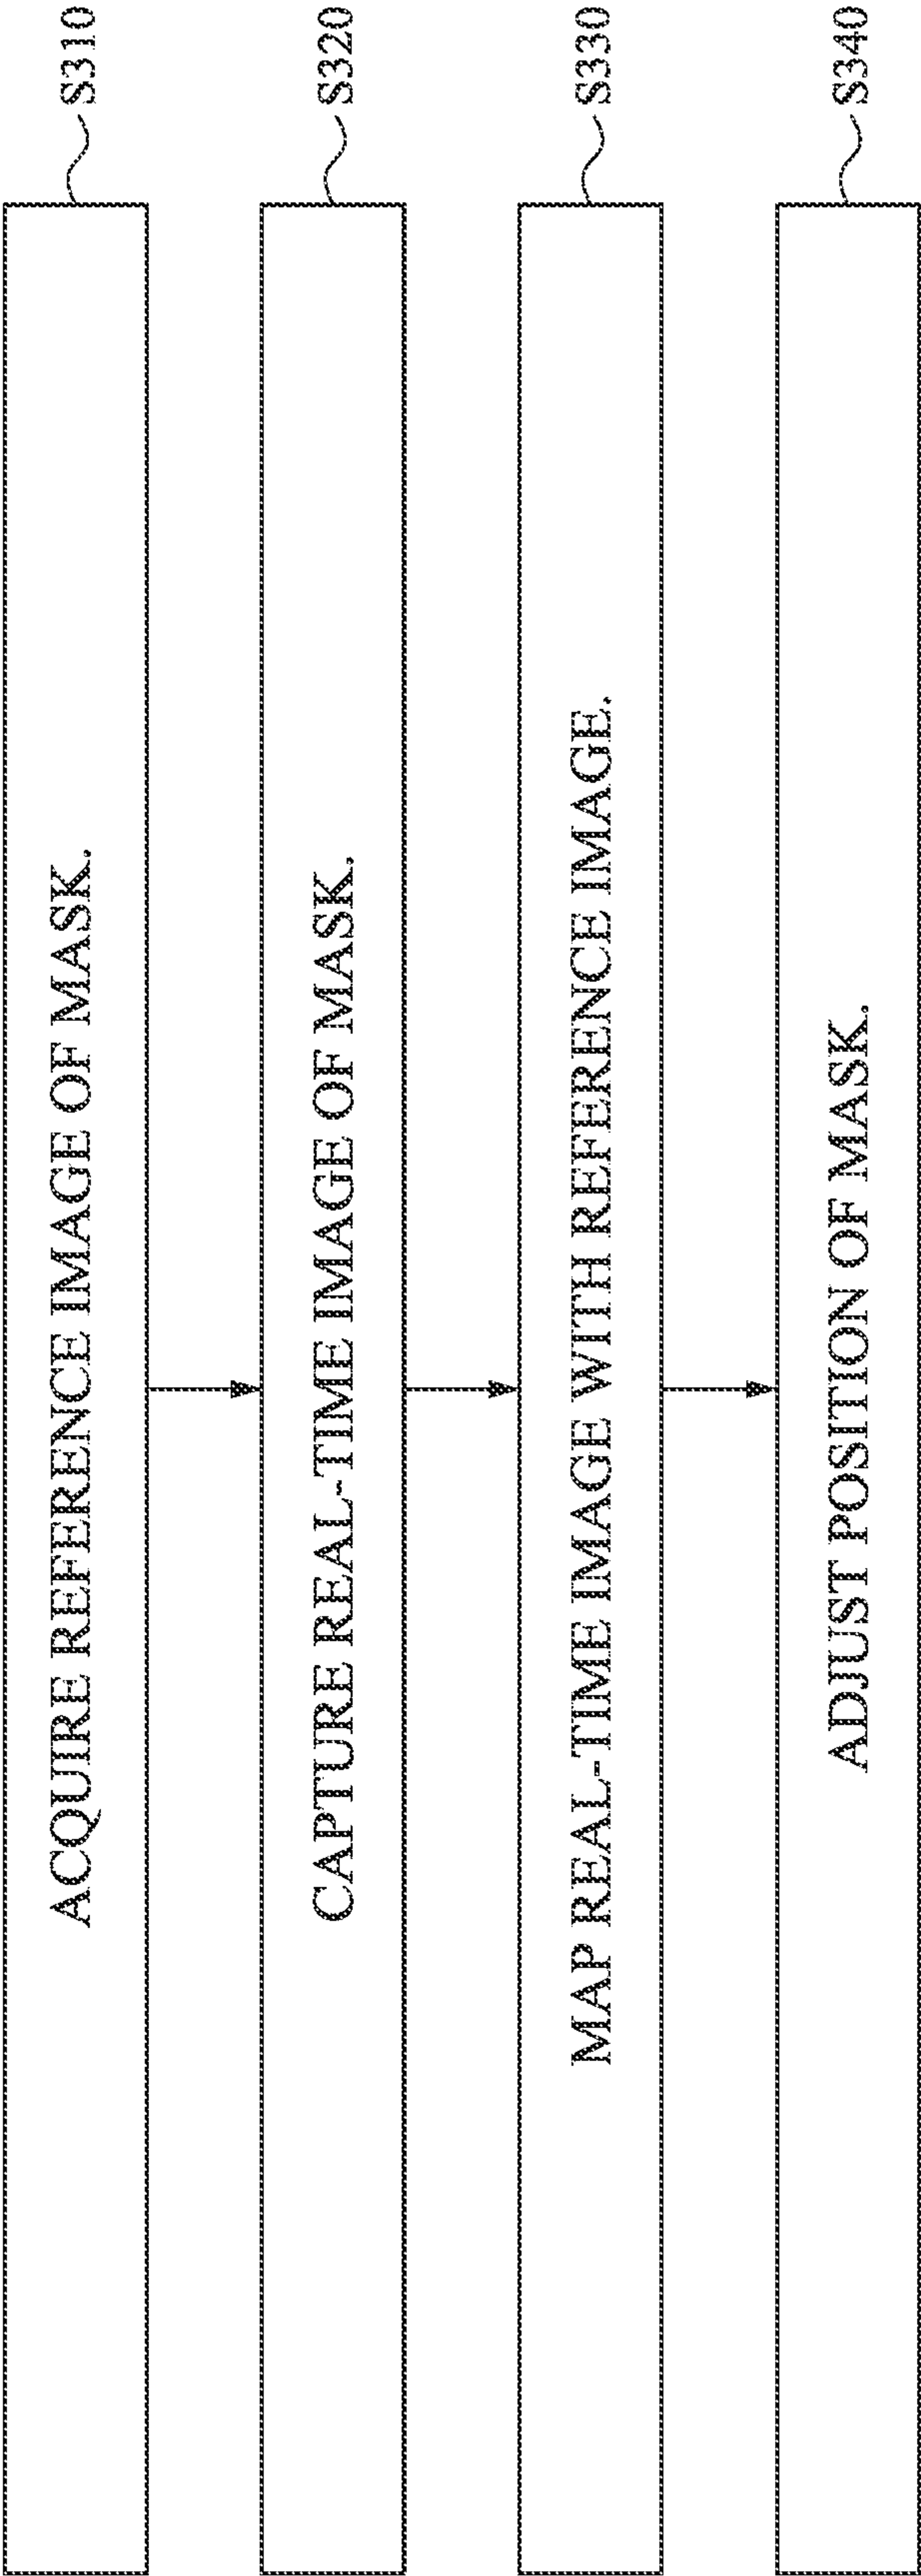 ACQUIRE REFERENCE IMAGE OF MASK.
S310
CAPTURE REAL-TIME IMAGE OF MASK.
S320
MAP REAL-TIME IMAGE WITH REFERENCE IMAGE.
S330
ADJUST POSITION OF MASK.
S340